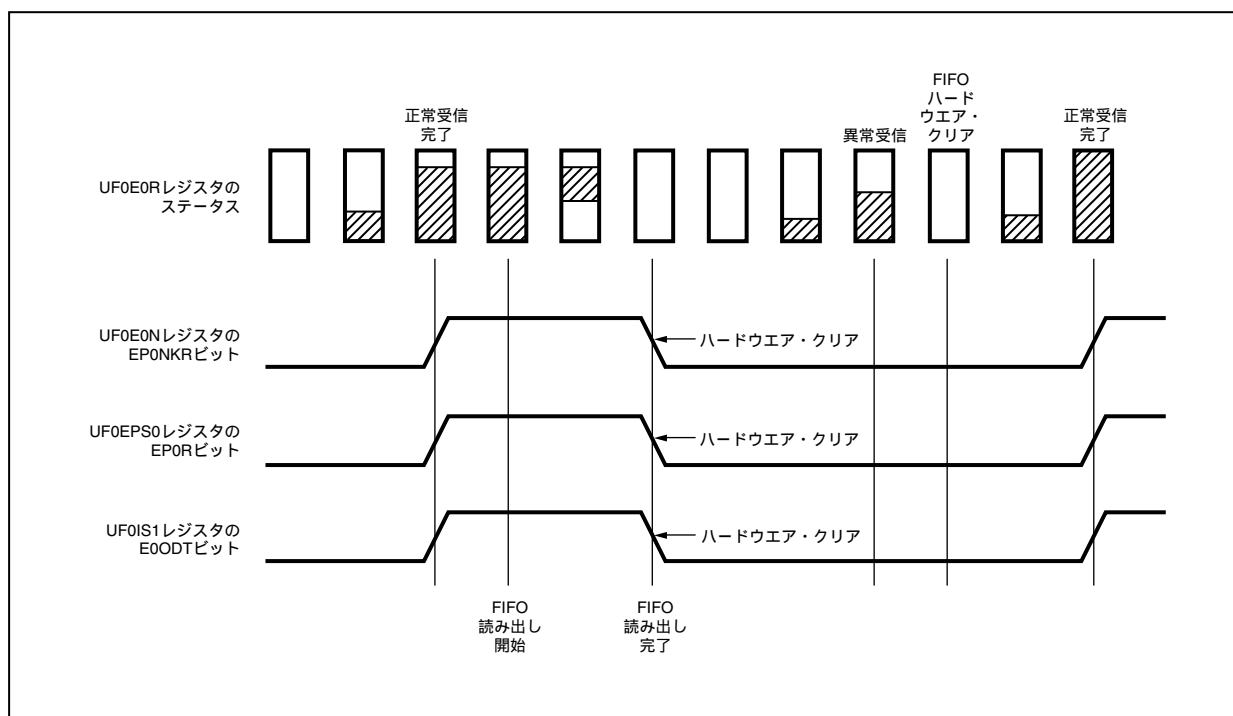 正常受信
完了
異常受信
FIFO
ハード
ウエア・
クリア
正常受信
完了
UF0E0Rレジスタの
ステータス
UF0E0Nレジスタの
EP0NKRビット
ハードウエア・クリア
UF0EPS0レジスタの
EP0Rビット
ハードウエア・クリア
UF0IS1レジスタの
E0ODTビット
ハードウエア・クリア
FIFO
読み出し
開始
FIFO
読み出し
完了